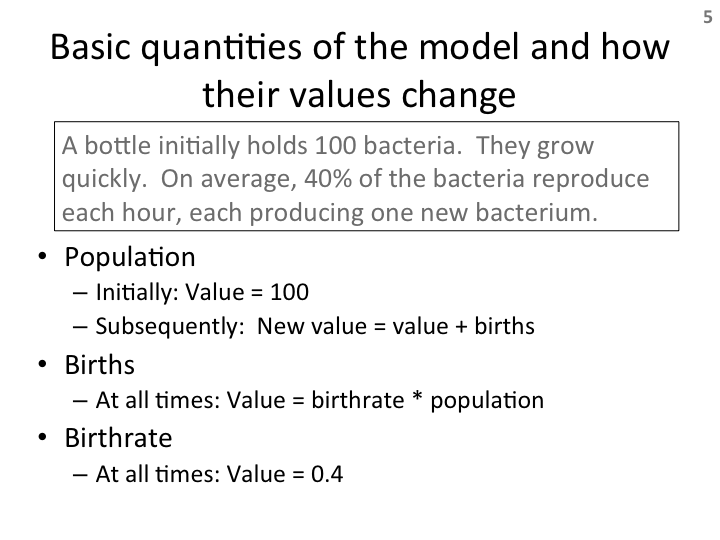 5
Basic quantities of the model and how
their values change
A bottle initially holds 100 bacteria.  They grow
quickly.  On average, 40% of the bacteria reproduce
each hour, each producing one new bacterium.
• Population
– Initially: Value = 100
– Subsequently:  New value = value + births
• Births
– At all times: Value = birthrate * population
• Birthrate
– At all times: Value = 0.4